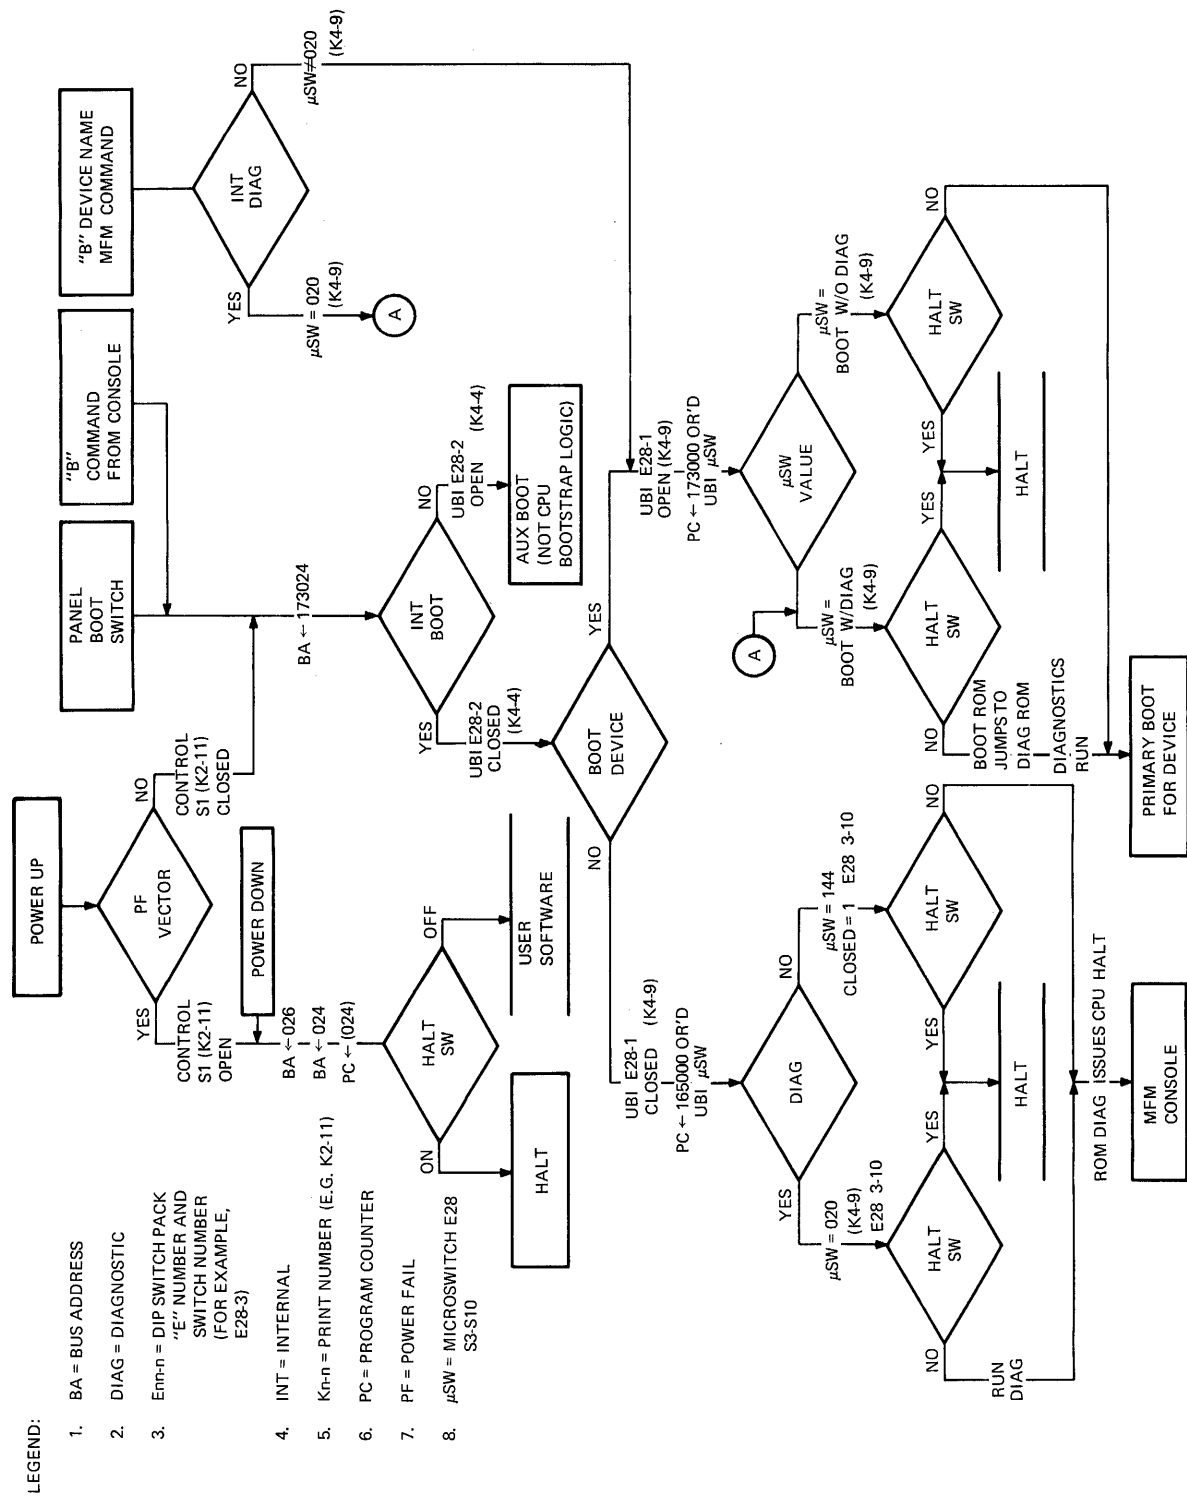 LEGEND:
1. BA = BUS ADDRESS
2. DIAG = DIAGNOSTIC
3. Enn-n = DIP SWITCH PACK
"E" NUMBER AND
SWITCH NUMBER
(FOR EXAMPLE,
E28-3)
4. INT = INTERNAL
5. Kn-n = PRINT NUMBER (E.G. K2-11)
6. PC = PROGRAM COUNTER
7. PF = POWER FAIL
8. µSW = MICROSWITCH E28
S3-S10
POWER UP
PF
VECTOR
YES
CONTROL
S1 (K2-11)
OPEN
NO
CONTROL
S1 (K2-11)
CLOSED
POWER DOWN
BA ← 026
BA ← 024
PC ← (024)
HALT
SW
ON
OFF
HALT
USER
SOFTWARE
PANEL
BOOT
SWITCH
"B"
COMMAND
FROM CONSOLE
"B" DEVICE NAME
MFM COMMAND
INT
DIAG
YES
µSW = 020
(K4-9)
A
NO
µSW≠020
(K4-9)
BA ← 173024
INT
BOOT
YES
UBI E28-2
CLOSED
(K4-4)
NO
UBI E28-2
OPEN
(K4-4)
AUX BOOT
(NOT CPU
BOOTSTRAP LOGIC)
BOOT
DEVICE
NO
YES
UBI E28-1
CLOSED
(K4-9)
PC ← 165000 OR'D
UBI µSW
UBI E28-1
OPEN (K4-9)
PC ← 173000 OR'D
UBI µSW
DIAG
YES
µSW = 020
(K4-9)
E28 3-10
NO
µSW = 144
CLOSED = 1 E28 3-10
HALT
SW
NO
YES
HALT
SW
YES
NO
HALT
RUN
DIAG
ROM DIAG ISSUES CPU HALT
MFM
CONSOLE
µSW
VALUE
A
µSW =
BOOT W/DIAG
(K4-9)
µSW =
BOOT W/O DIAG
(K4-9)
HALT
SW
NO
YES
HALT
SW
YES
NO
HALT
BOOT ROM
JUMPS TO
DIAG ROM
DIAGNOSTICS
RUN
PRIMARY BOOT
FOR DEVICE